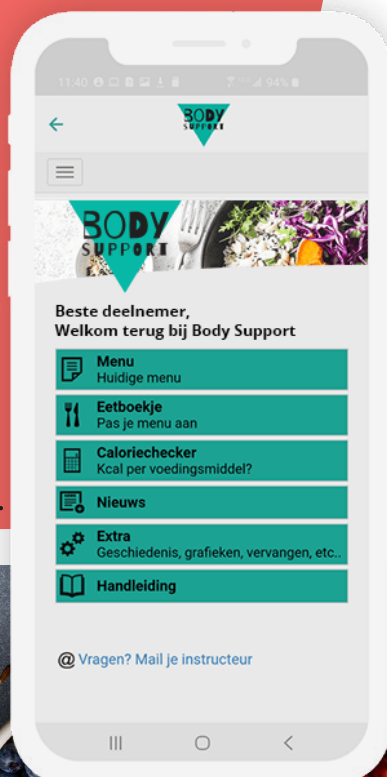 11:40
94%
BODY
SUPPORT
BODY
SUPPORT
Beste deelnemer,
Welkom terug bij Body Support
Menu
Huidige menu
Eetboekje
Pas je menu aan
Caloriechecker
Kcal per voedingsmiddel?
Nieuws
Extra
Geschiedenis, grafieken, vervangen, etc..
Handleiding
@ Vragen? Mail je instructeur